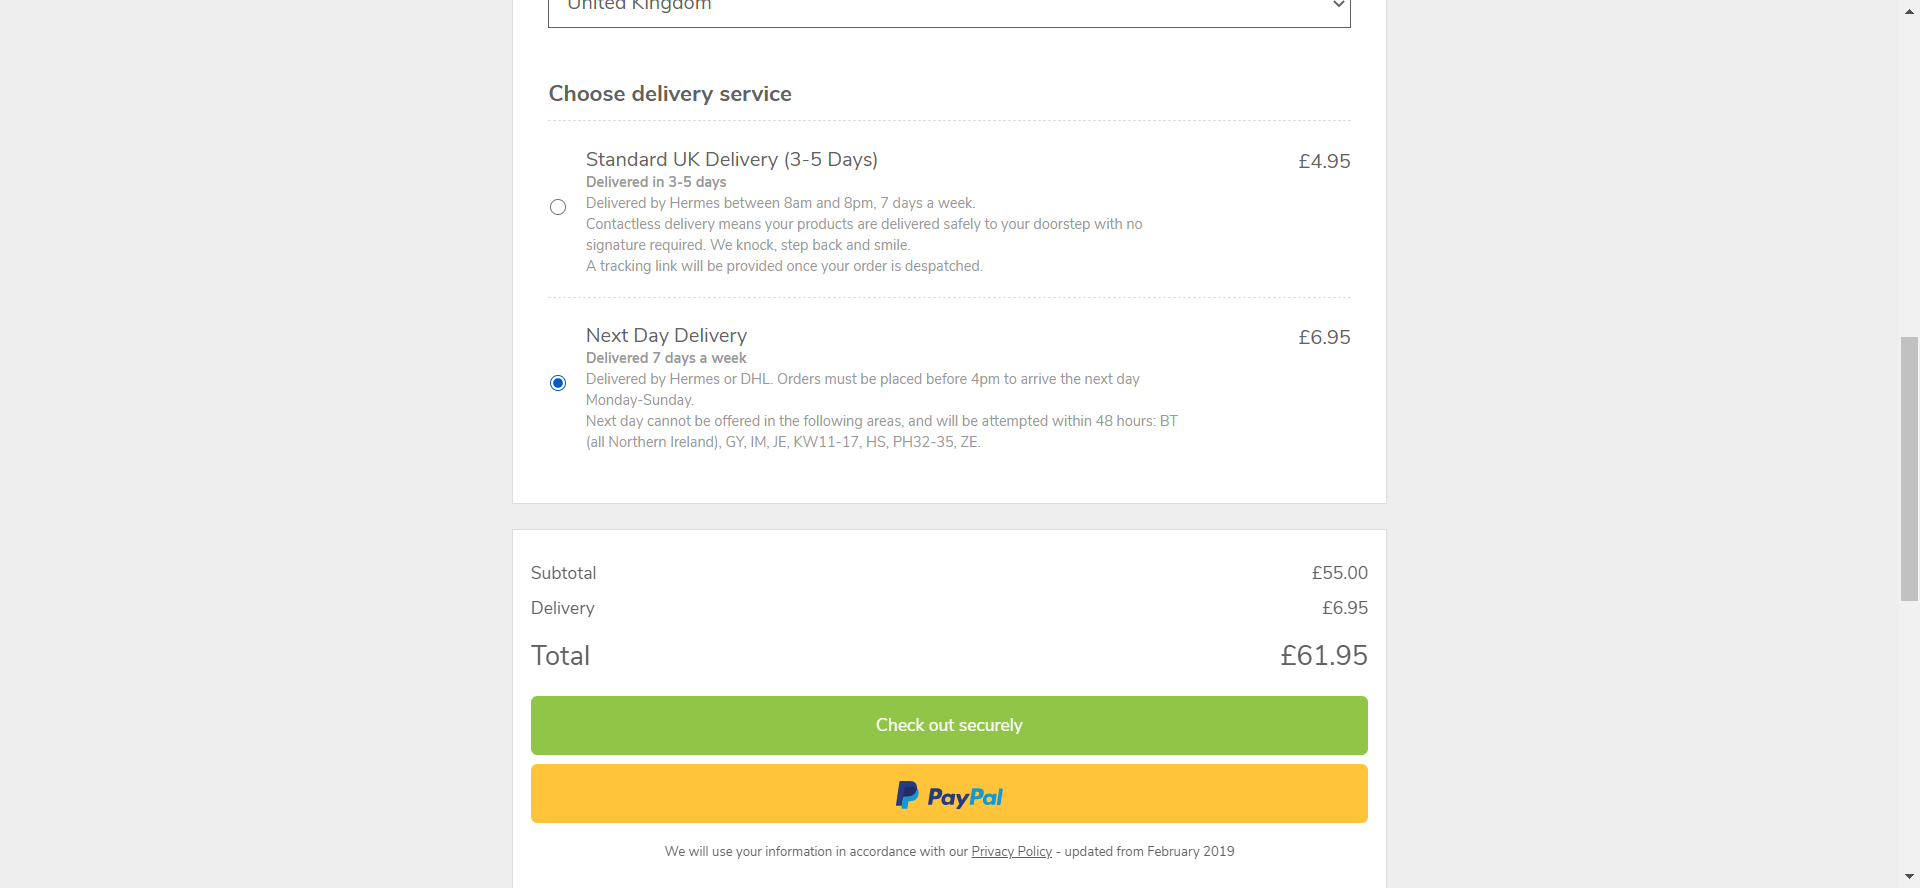 United Kingdom
Choose delivery service
Standard UK Delivery (3-5 Days)
£4.95
Delivered in 3-5 days
Delivered by Hermes between 8am and 8pm, 7 days a week.
Contactless delivery means your products are delivered safely to your doorstep with no
signature required. We knock, step back and smile.
A tracking link will be provided once your order is despatched.
Next Day Delivery
£6.95
Delivered 7 days a week
Delivered by Hermes or DHL. Orders must be placed before 4pm to arrive the next day
Monday-Sunday.
Next day cannot be offered in the following areas, and will be attempted within 48 hours: BT
(all Northern Ireland), GY, IM, JE, KW11-17, HS, PH32-35, ZE.
Subtotal
£55.00
Delivery
£6.95
Total
£61.95
Check out securely
PayPal
We will use your information in accordance with our Privacy Policy - updated from February 2019